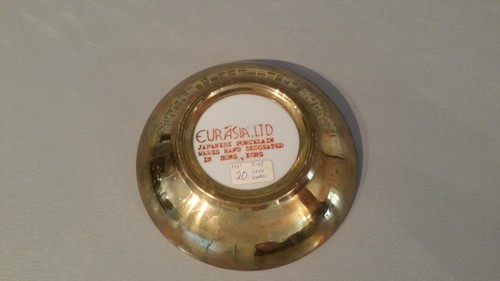 EURASIA.LTD
JAPANESE PORCELAIN
WARES HAND DECORATED
IN HONG KONG
20.